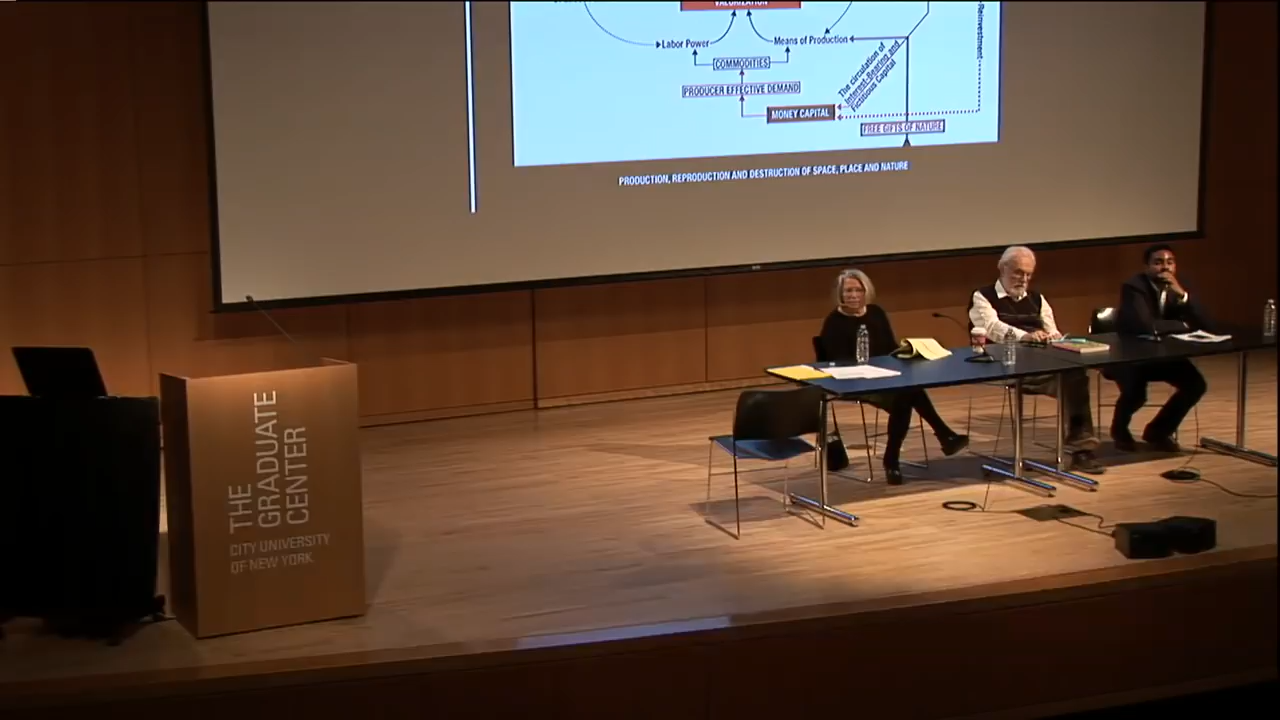 VALORIZATION
Labor Power
Means of Production
COMMODITIES
PRODUCER EFFECTIVE DEMAND
MONEY CAPITAL
The circulation of
Interest-Bearing and
Fictitious Capital
Reinvestment
FREE GIFTS OF NATURE
PRODUCTION, REPRODUCTION AND DESTRUCTION OF SPACE, PLACE AND NATURE
THE
GRADUATE
CENTER
CITY UNIVERSITY
OF NEW YORK